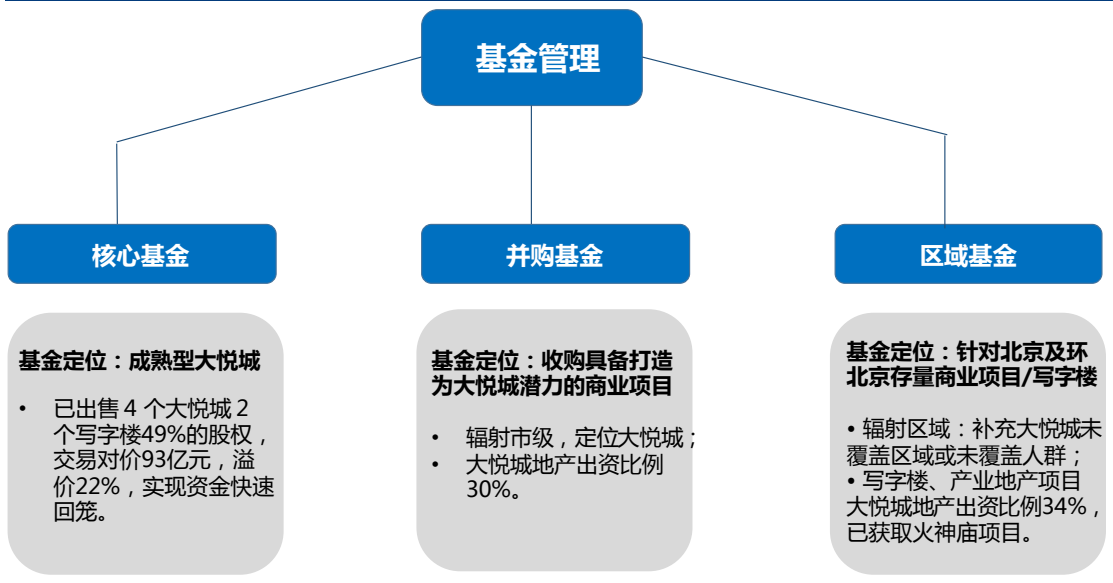 基金管理
核心基金
并购基金
区域基金
基金定位：成熟型大悦城
• 已出售 4 个大悦城 2
个写字楼49%的股权，
交易对价93亿元，溢
价22%，实现资金快速
回笼。
基金定位：收购具备打造
为大悦城潜力的商业项目
• 辐射市级，定位大悦城；
• 大悦城地产出资比例
30%。
基金定位：针对北京及环
北京存量商业项目/写字楼
• 辐射区域：补充大悦城未
覆盖区域或未覆盖人群；
• 写字楼、产业地产项目
大悦城地产出资比例34%，
已获取火神庙项目。